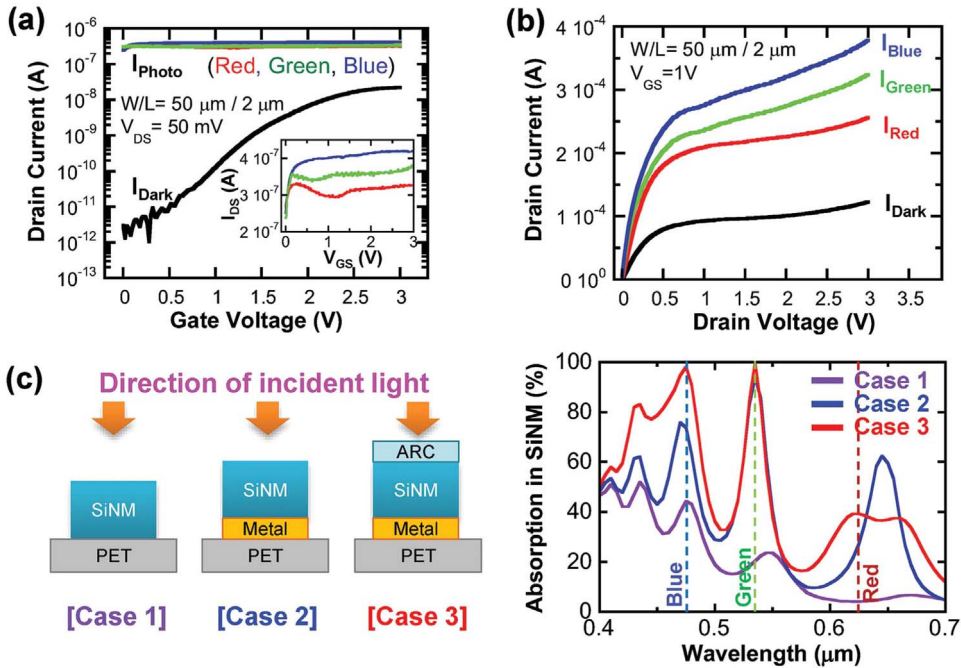 (a)
10⁻⁶
10⁻⁷
10⁻⁸
10⁻⁹
10⁻¹⁰
10⁻¹¹
10⁻¹²
10⁻¹³
Drain Current (A)
I_Photo (Red, Green, Blue)
W/L= 50 μm / 2 μm
V_DS = 50 mV
I_Dark
4 10⁻⁷
3 10⁻⁷
2 10⁻⁷
I_DS (A)
0 1 2 3
V_GS (V)
0 0.5 1 1.5 2 2.5 3
Gate Voltage (V)
(b)
4 10⁻⁴
3 10⁻⁴
2 10⁻⁴
1 10⁻⁴
0 10⁰
Drain Current (A)
W/L= 50 μm / 2 μm
V_GS=1V
I_Blue
I_Green
I_Red
I_Dark
0 0.5 1 1.5 2 2.5 3 3.5
Drain Voltage (V)
(c)
Direction of incident light
SiNM
PET
[Case 1]
SiNM
Metal
PET
[Case 2]
ARC
SiNM
Metal
PET
[Case 3]
100
80
60
40
20
0
Absorption in SiNM (%)
Case 1
Case 2
Case 3
Blue
Green
Red
0.4 0.5 0.6 0.7
Wavelength (μm)